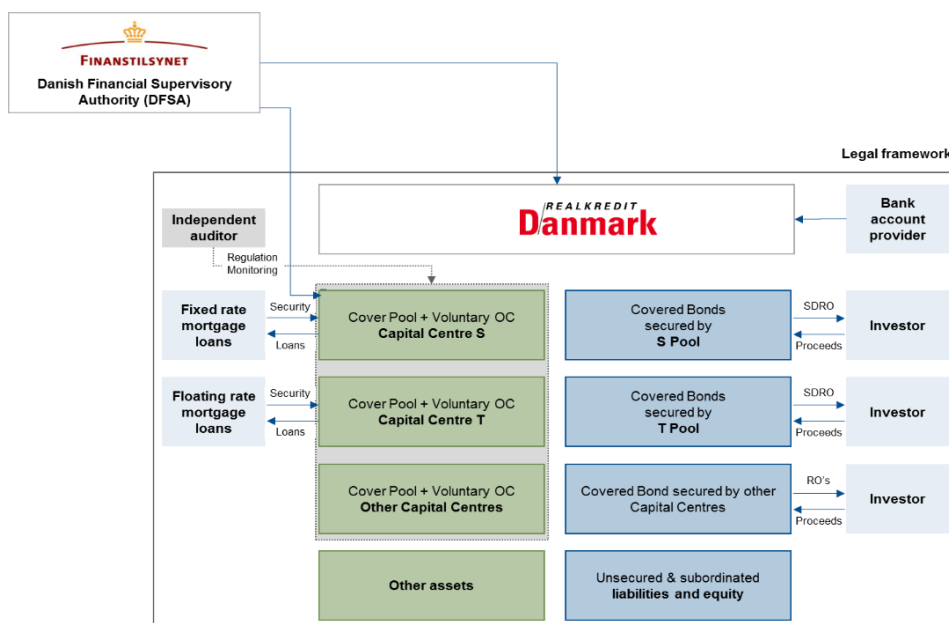 FINANSTILSYNET
Danish Financial Supervisory
Authority (DFSA)
Legal framework
REALKREDIT
Danmark
Bank
account
provider
Independent
auditor
Regulation
Monitoring
Fixed rate
mortgage
loans
Security
Loans
Cover Pool + Voluntary OC
Capital Centre S
Covered Bonds
secured by
S Pool
SDRO
Proceeds
Investor
Floating rate
mortgage
loans
Security
Loans
Cover Pool + Voluntary OC
Capital Centre T
Covered Bonds
secured by
T Pool
SDRO
Proceeds
Investor
Cover Pool + Voluntary OC
Other Capital Centres
Covered Bond secured by other
Capital Centres
RO's
Proceeds
Investor
Other assets
Unsecured & subordinated
liabilities and equity